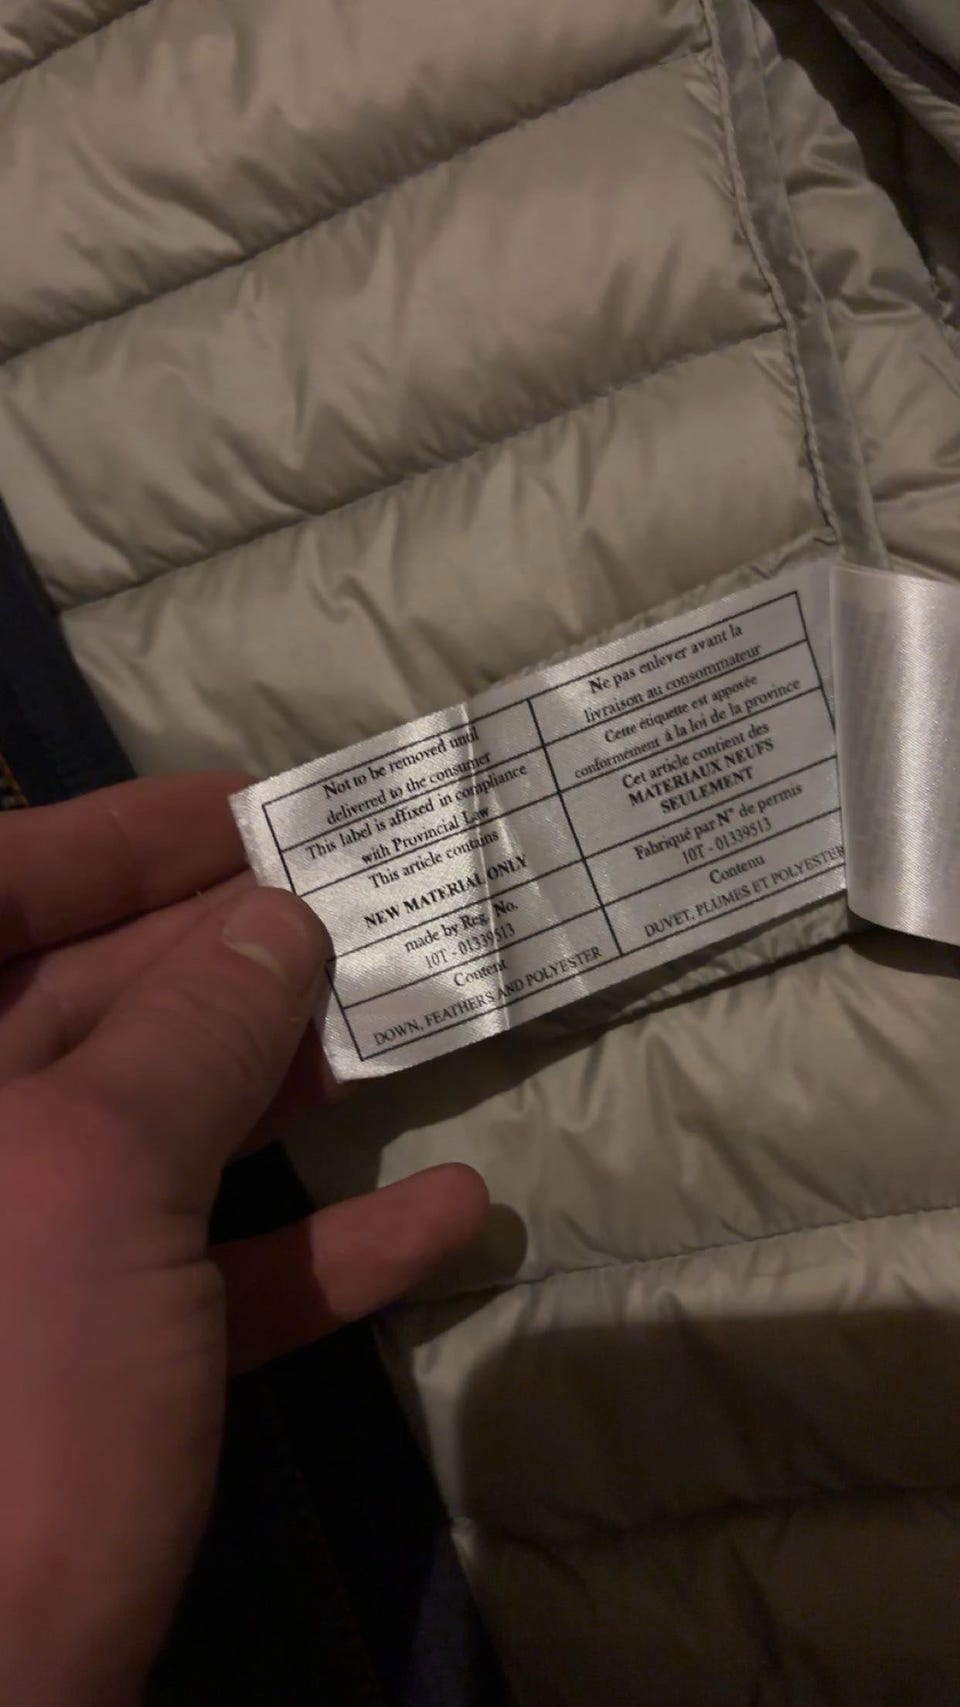 Not to be removed until
delivered to the consumer
This label is affixed in compliance
with Provincial Law
This article contains
NEW MATERIAL ONLY
made by Reg. No.
10T - 01339513
Content
DOWN, FEATHERS AND POLYESTER
Ne pas enlever avant la
livraison au consommateur
Cette étiquette est apposée
conformément à la loi de la province
Cet article contient des
MATERIAUX NEUFS
SEULEMENT
Fabriqué par N° de permis
10T - 01339513
Contenu
DUVET, PLUMES ET POLYESTER